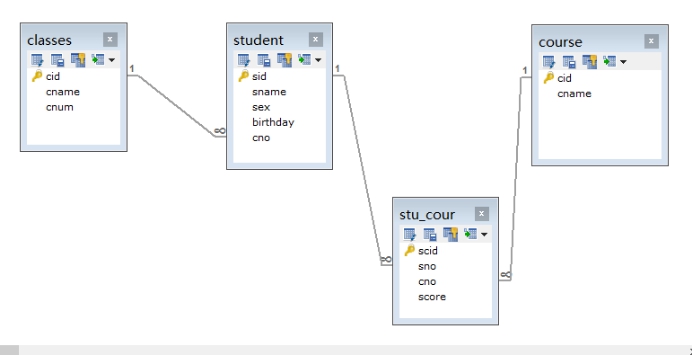 classes
cid
cname
cnum
1
∞
student
sid
sname
sex
birthday
cno
1
∞
stu_cour
scid
sno
cno
score
∞
1
course
cid
cname